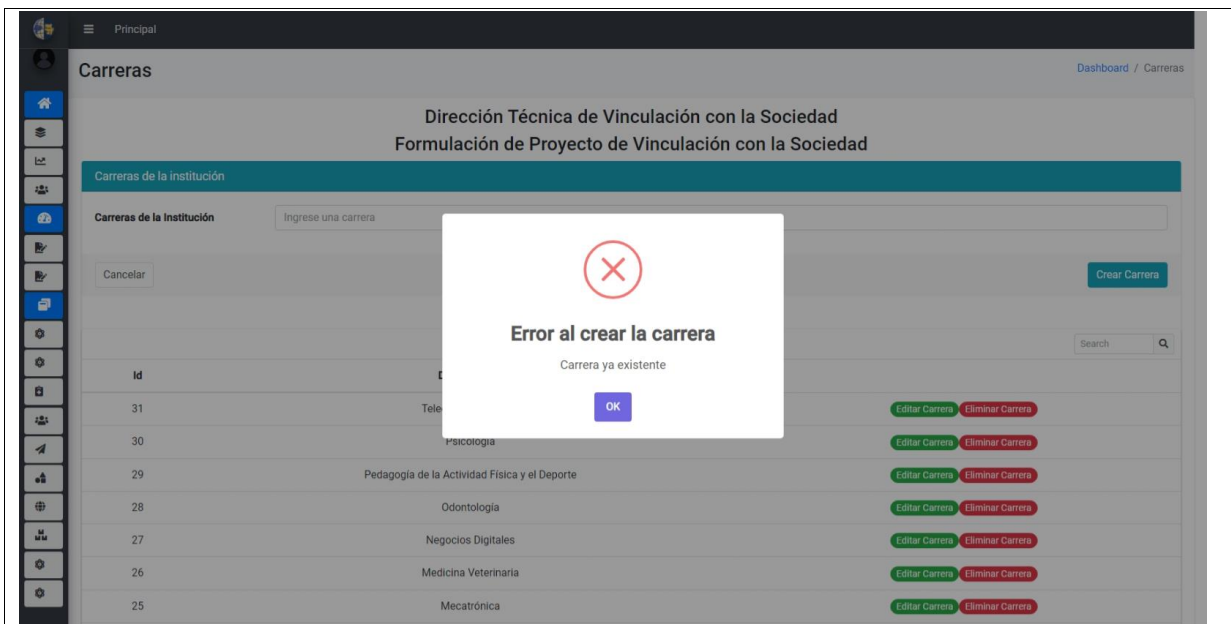 Principal
Carreras
Dashboard / Carreras
Dirección Técnica de Vinculación con la Sociedad
Formulación de Proyecto de Vinculación con la Sociedad
Carreras de la institución
Carreras de la Institución
Ingrese una carrera
Cancelar
Crear Carrera
Error al crear la carrera
Carrera ya existente
OK
Search
Id
31 Editar Carrera Eliminar Carrera
30 Psicología Editar Carrera Eliminar Carrera
29 Pedagogía de la Actividad Física y el Deporte Editar Carrera Eliminar Carrera
28 Odontología Editar Carrera Eliminar Carrera
27 Negocios Digitales Editar Carrera Eliminar Carrera
26 Medicina Veterinaria Editar Carrera Eliminar Carrera
25 Mecatrónica Editar Carrera Eliminar Carrera